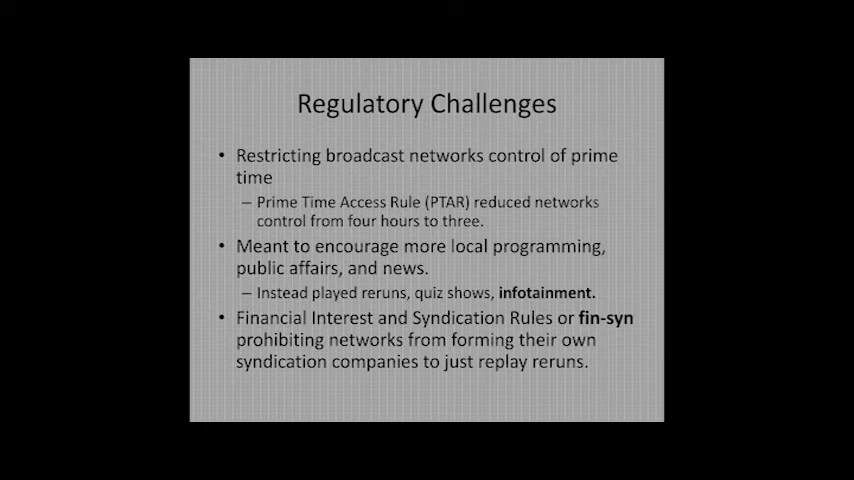 Regulatory Challenges
• Restricting broadcast networks control of prime
time
– Prime Time Access Rule (PTAR) reduced networks
control from four hours to three.
• Meant to encourage more local programming,
public affairs, and news.
– Instead played reruns, quiz shows, infotainment.
• Financial Interest and Syndication Rules or fin-syn
prohibiting networks from forming their own
syndication companies to just replay reruns.